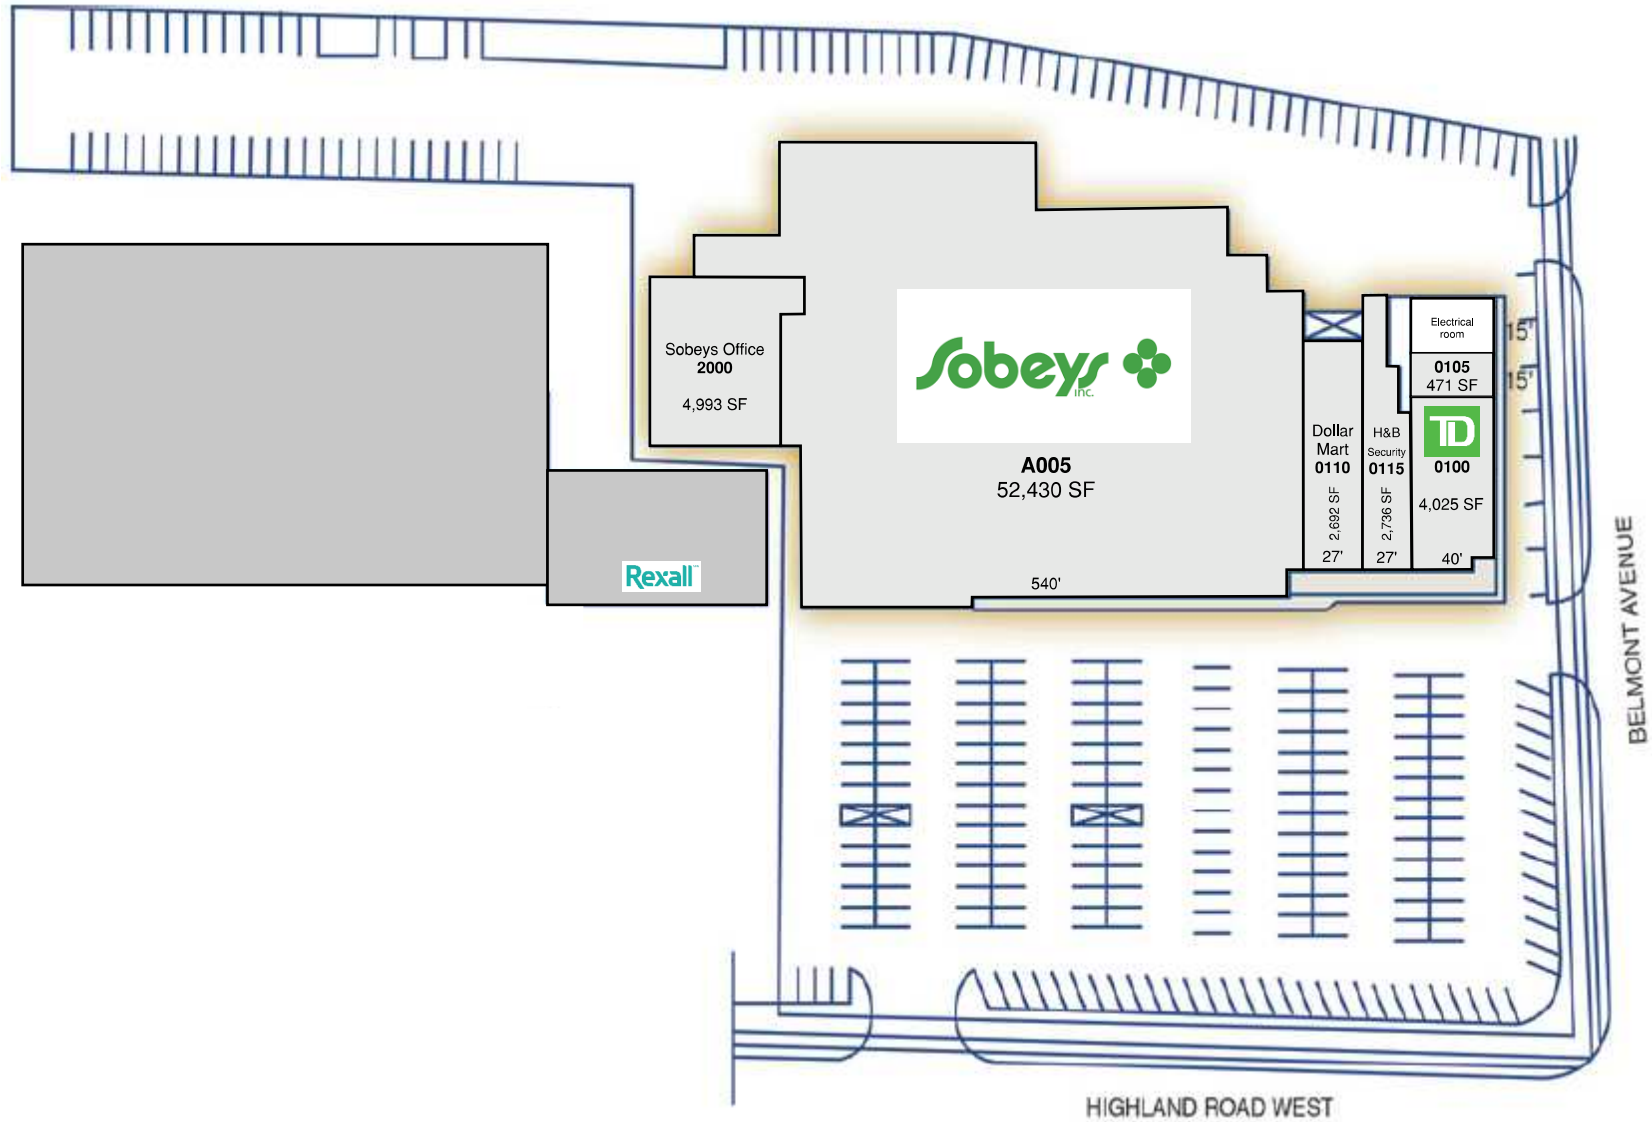 Sobeys Office
2000
4,993 SF
Sobeys
inc.
A005
52,430 SF
540'
Rexall
Dollar
Mart
0110
2,692 SF
27'
H&B
Security
0115
2,736 SF
27'
Electrical
room
0105
471 SF
TD
0100
4,025 SF
40'
15'
15'
BELMONT AVENUE
HIGHLAND ROAD WEST